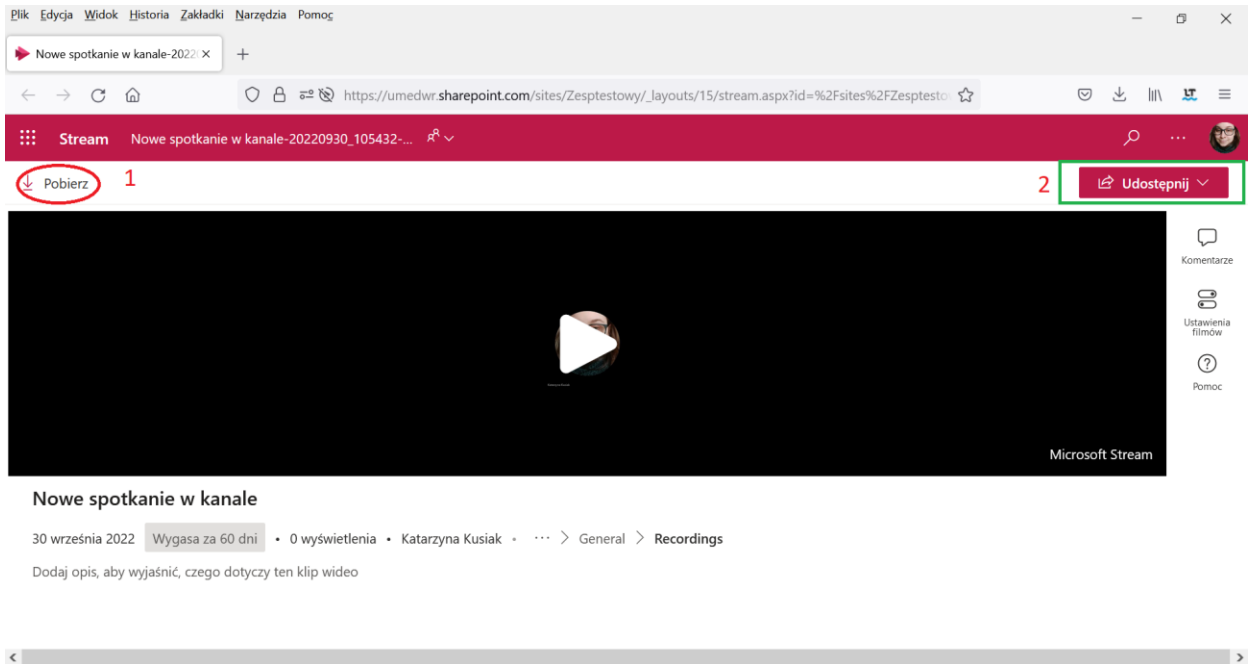 Plik Edycja Widok Historia Zakładki Narzędzia Pomoc
Nowe spotkanie w kanale-2022
https://umedwr.sharepoint.com/sites/Zesptestowy/_layouts/15/stream.aspx?id=%2Fsites%2FZesptesto
LT
Stream Nowe spotkanie w kanale-20220930_105432-...
Pobierz 1 2 Udostępnij
Komentarze
Ustawienia
filmów
Pomoc
Microsoft Stream
Nowe spotkanie w kanale
30 września 2022 Wygasa za 60 dni • 0 wyświetlenia • Katarzyna Kusiak • ··· > General > Recordings
Dodaj opis, aby wyjaśnić, czego dotyczy ten klip wideo